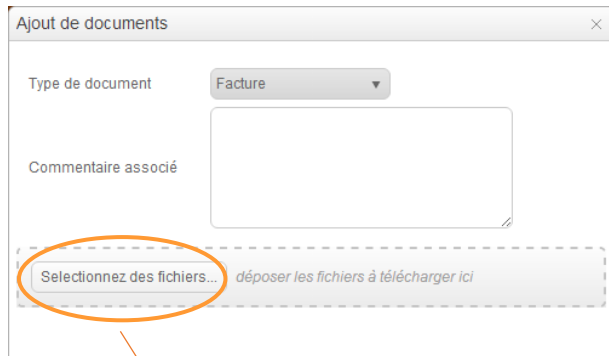 Ajout de documents
Type de document Facture
Commentaire associé
Selectionnez des fichiers... déposer les fichiers à télécharger ici